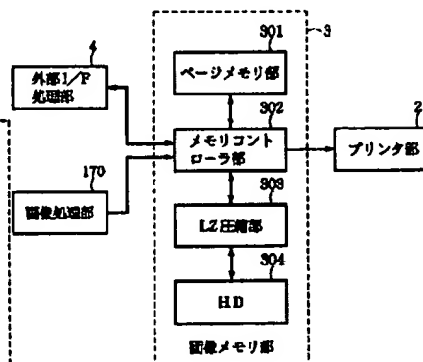 301
3
4
ページメモリ部
外部I/F
処理部
302
2
メモリコント
ローラ部
プリンタ部
170
303
画像処理部
LZ圧縮部
304
HD
画像メモリ部